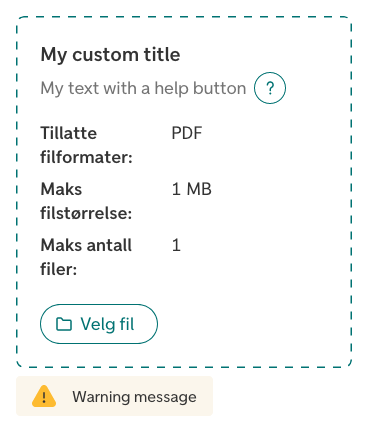 My custom title
My text with a help button ?
Tillatte PDF
filformater:
Maks 1 MB
filstørrelse:
Maks antall 1
filer:
Velg fil
Warning message